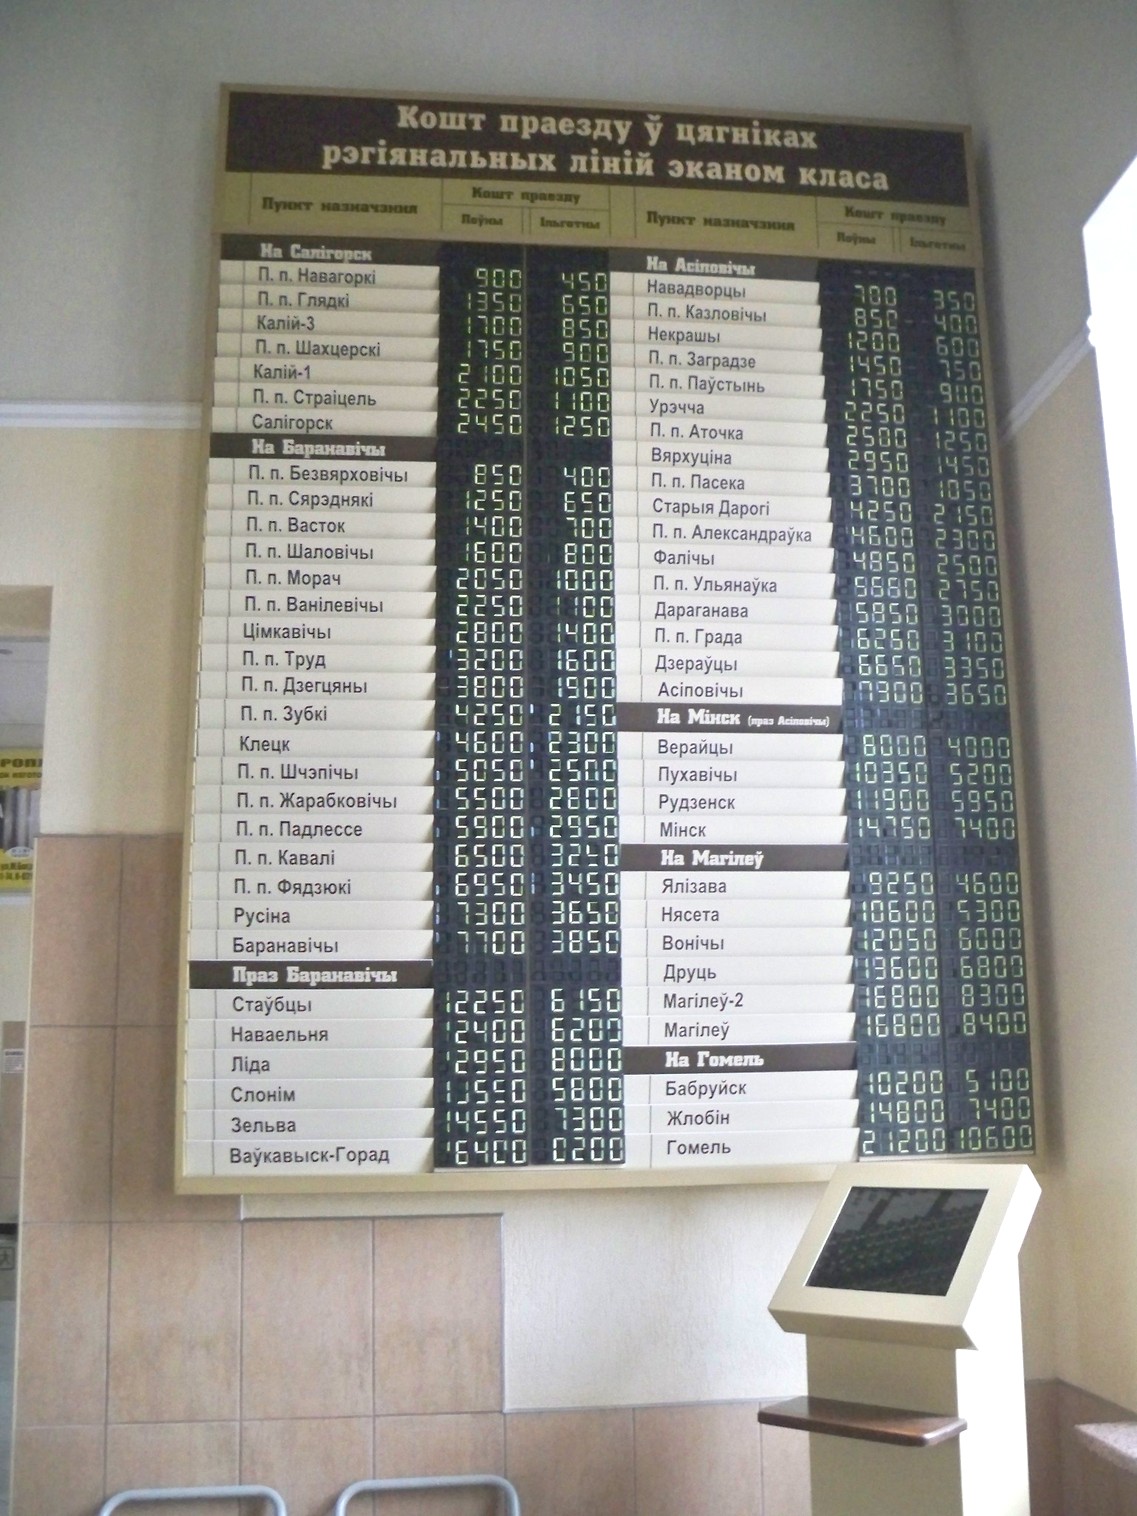 Кошт праезду ў цягніках
рэгіянальных ліній эканом класа
Пункт назначэння Кошт праезду Поўны Ільготны
Пункт назначэння Кошт праезду Поўны Ільготны
На Салігорск
П. п. Навагоркі 900 450
П. п. Глядкі 1350 650
Калій-3 1700 850
П. п. Шахцерскі 1750 900
Калій-1 2100 1050
П. п. Страіцель 2250 1100
Салігорск 2450 1250
На Баранавічы
П. п. Безвярховічы 850 400
П. п. Сярэднякі 1250 650
П. п. Васток 1400 700
П. п. Шаловічы 1600 800
П. п. Морач 2050 1000
П. п. Ванілевічы 2250 1100
Цімкавічы 2800 1400
П. п. Труд 3200 1600
П. п. Дзегцяны 3800 1900
П. п. Зубкі 4250 2150
Клецк 4600 2300
П. п. Шчэпічы 5050 2500
П. п. Жарабковічы 5500 2800
П. п. Падлессе 5900 2950
П. п. Кавалі 6500
П. п. Фядзюкі 6950 3450
Русіна 7300 3650
Баранавічы 7700 3850
Праз Баранавічы
Стаўбцы 12250 6150
Наваельня 12400 6200
Ліда 12950 8000
Слонім 5800
Зельва 14550 7300
Ваўкавыск-Горад 16400 0200
На Асіповічы
Навадворцы 700 350
П. п. Казловічы 850 400
Некрашы 1200 600
П. п. Заградзе 1450 750
П. п. Паўстынь 1750 900
Урэчча 2250 1100
П. п. Аточка 2500 1250
Вярхуціна 2950 1450
П. п. Пасека 3700 1050
Старыя Дарогі 4250 2150
П. п. Александраўка 4600 2300
Фалічы 4850 2500
П. п. Ульянаўка 2750
Дараганава 5850 3000
П. п. Града 6250 3100
Дзераўцы 6650 3350
Асіповічы 7300 3650
На Мінск (праз Асіповічы)
Верайцы 8000 4000
Пухавічы 10350 5200
Рудзенск 11900 5950
Мінск 14750 7400
На Магілеў
Ялізава 9250 4600
Нясета 10600 5300
Вонічы 12050 6000
Друць 13600 6800
Магілеў-2 16800 8300
Магілеў 16800 8400
На Гомель
Бабруйск 10200 5100
Жлобін 14800 7400
Гомель 21200 10600